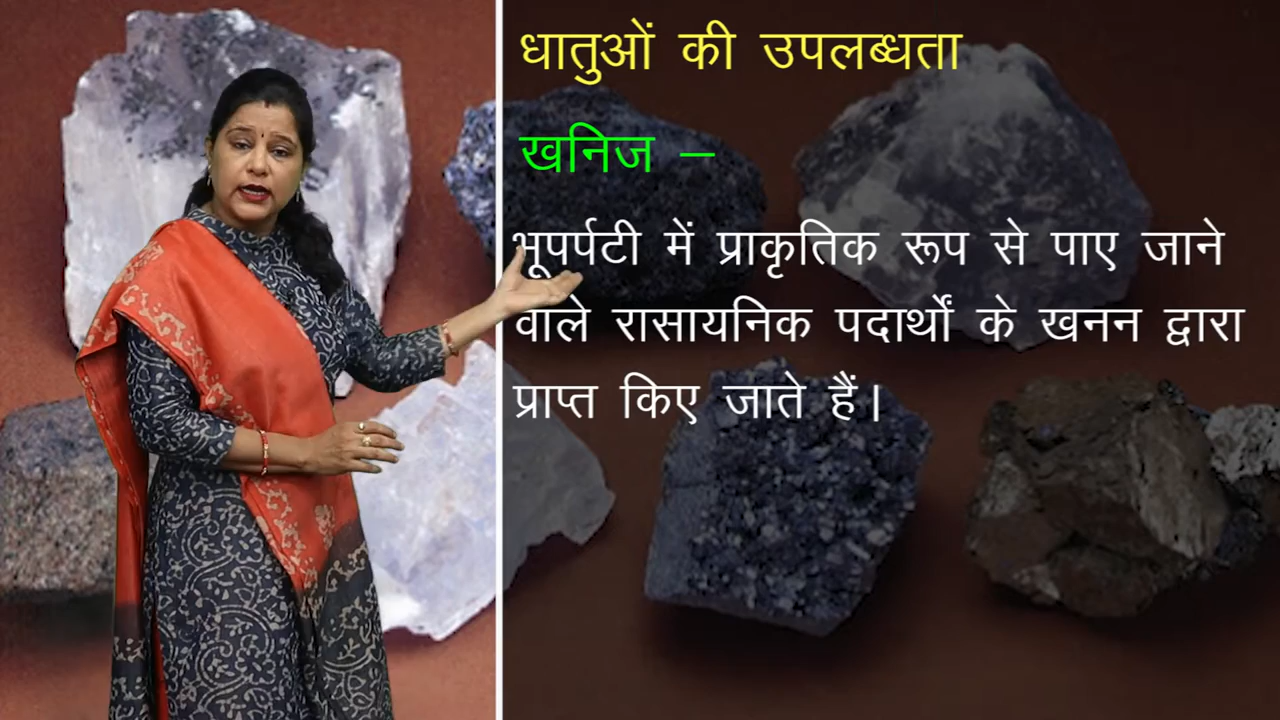 धातुओं की उपलब्धता
खनिज –
भूपर्पटी में प्राकृतिक रूप से पाए जाने
वाले रासायनिक पदार्थों के खनन द्वारा
प्राप्त किए जाते हैं।